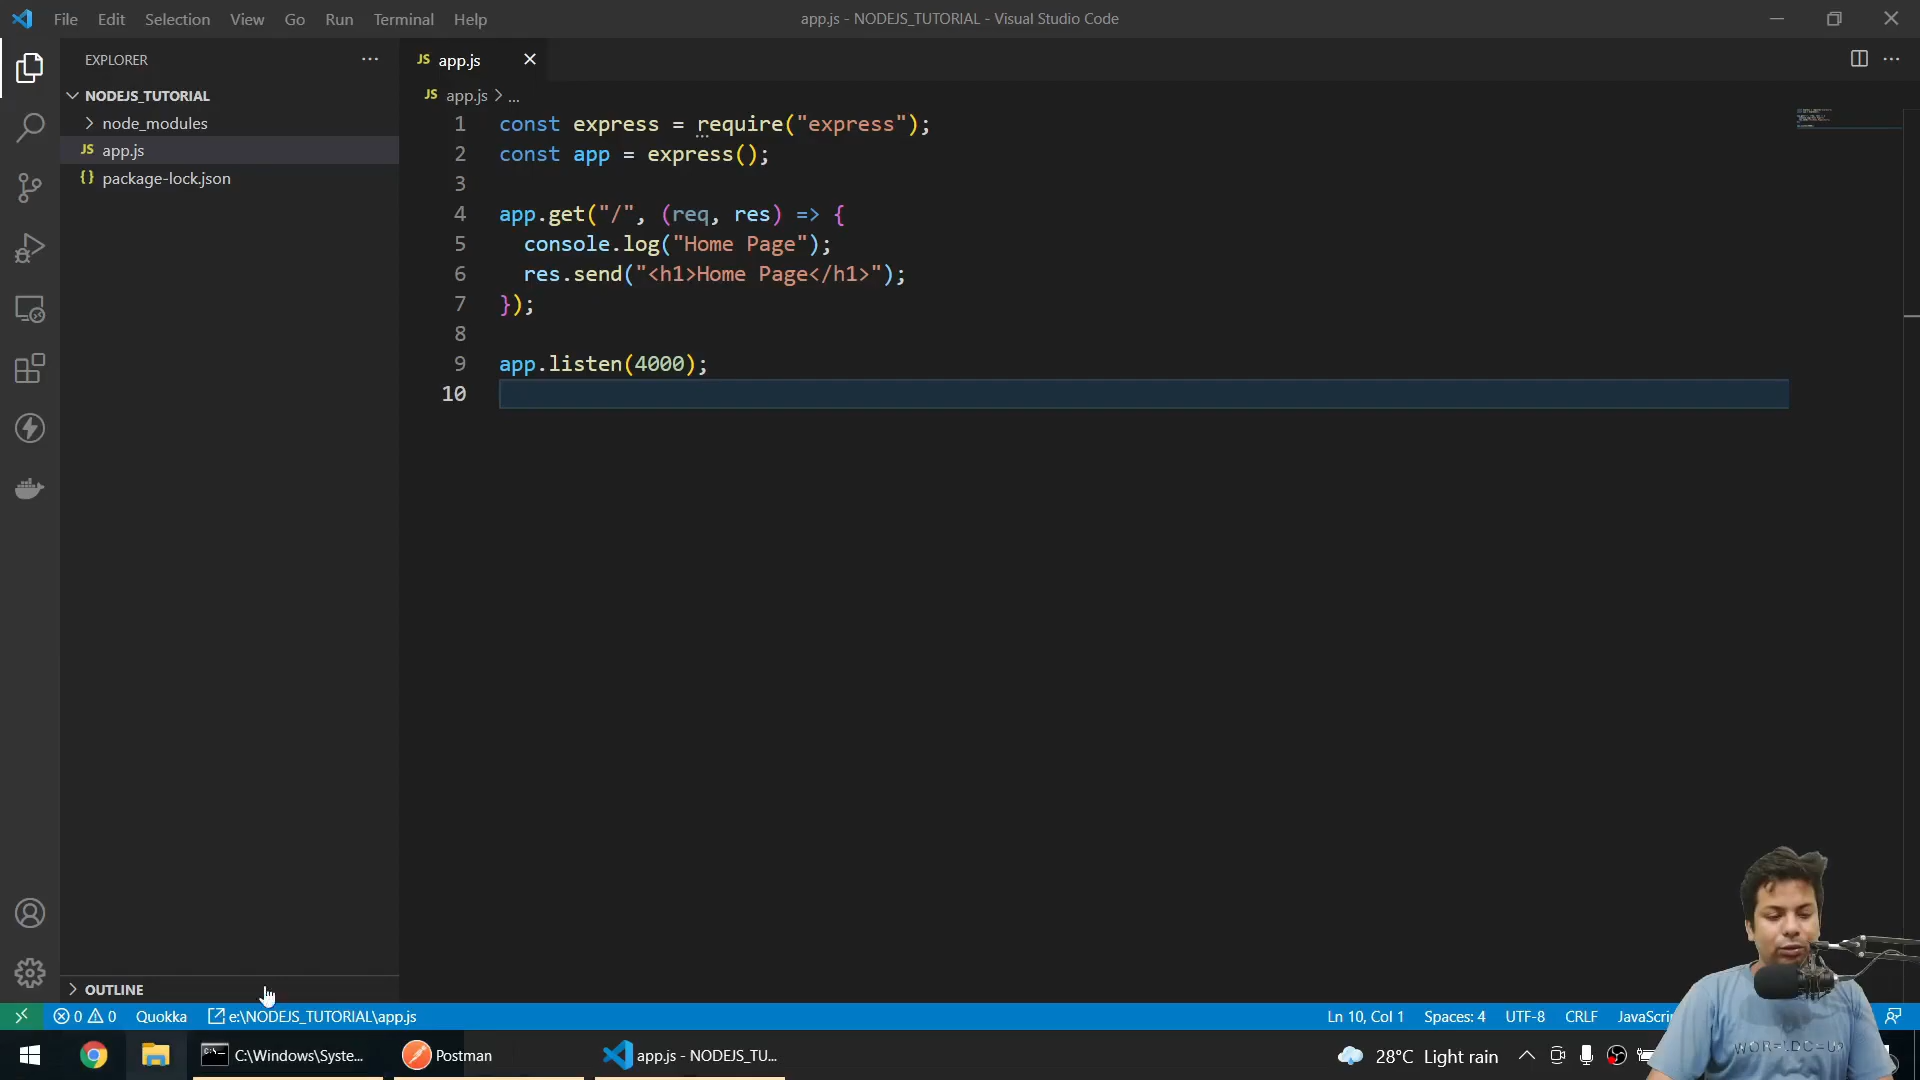 File Edit Selection View Go Run Terminal Help
app.js - NODEJS_TUTORIAL - Visual Studio Code
EXPLORER
JS app.js
NODEJS_TUTORIAL
JS app.js > ...
node_modules
JS app.js
{} package-lock.json
1 const express = require("express");
2 const app = express();
3
4 app.get("/", (req, res) => {
5 console.log("Home Page");
6 res.send("<h1>Home Page</h1>");
7 });
8
9 app.listen(4000);
10
OUTLINE
0 0 Quokka e:\NODEJS_TUTORIAL\app.js
Ln 10, Col 1 Spaces: 4 UTF-8 CRLF
C:\Windows\Syste... Postman app.js - NODEJS_TU...
28°C Light rain